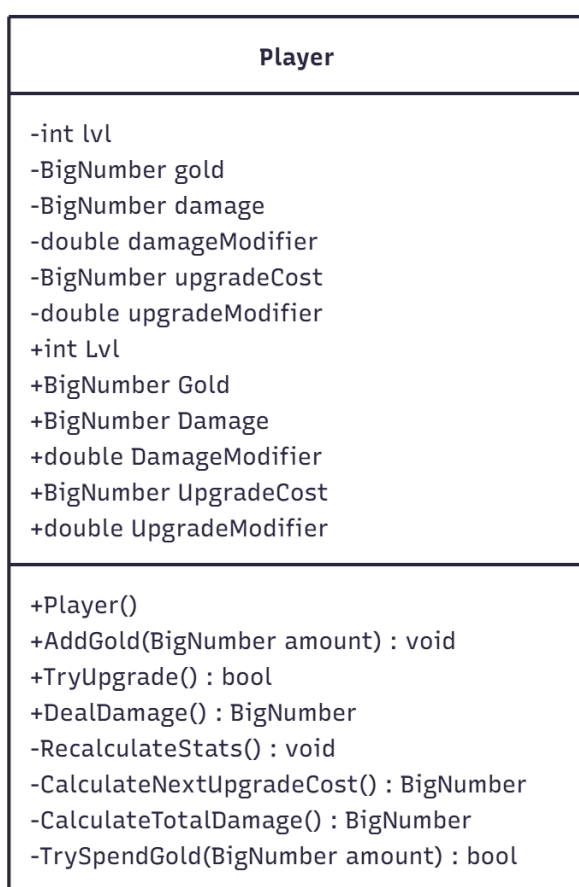 Player
-int lvl
-BigNumber gold
-BigNumber damage
-double damageModifier
-BigNumber upgradeCost
-double upgradeModifier
+int Lvl
+BigNumber Gold
+BigNumber Damage
+double DamageModifier
+BigNumber UpgradeCost
+double UpgradeModifier
+Player()
+AddGold(BigNumber amount) : void
+TryUpgrade() : bool
+DealDamage() : BigNumber
-RecalculateStats() : void
-CalculateNextUpgradeCost() : BigNumber
-CalculateTotalDamage() : BigNumber
-TrySpendGold(BigNumber amount) : bool